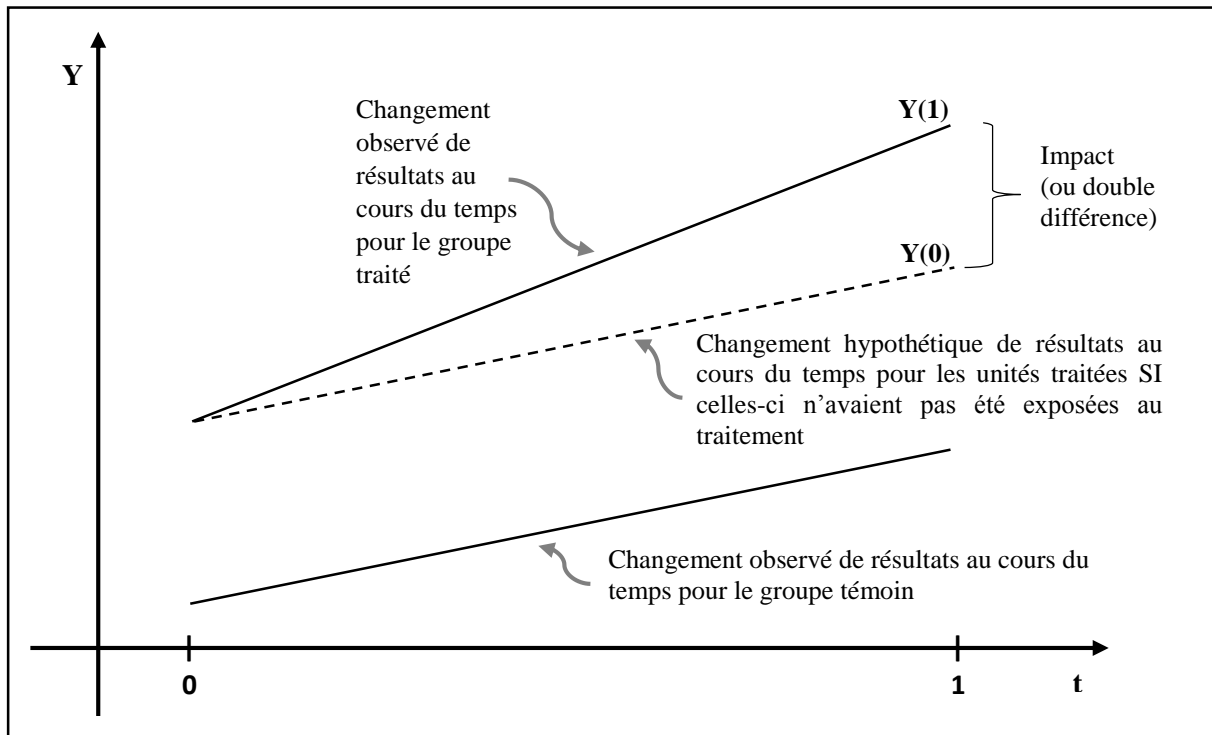 Y
Changement
observé de
résultats au
cours du temps
pour le groupe
traité
Y(1)
Impact
(ou double
différence)
Y(0)
Changement hypothétique de résultats au
cours du temps pour les unités traitées SI
celles-ci n'avaient pas été exposées au
traitement
Changement observé de résultats au cours du
temps pour le groupe témoin
0
1
t